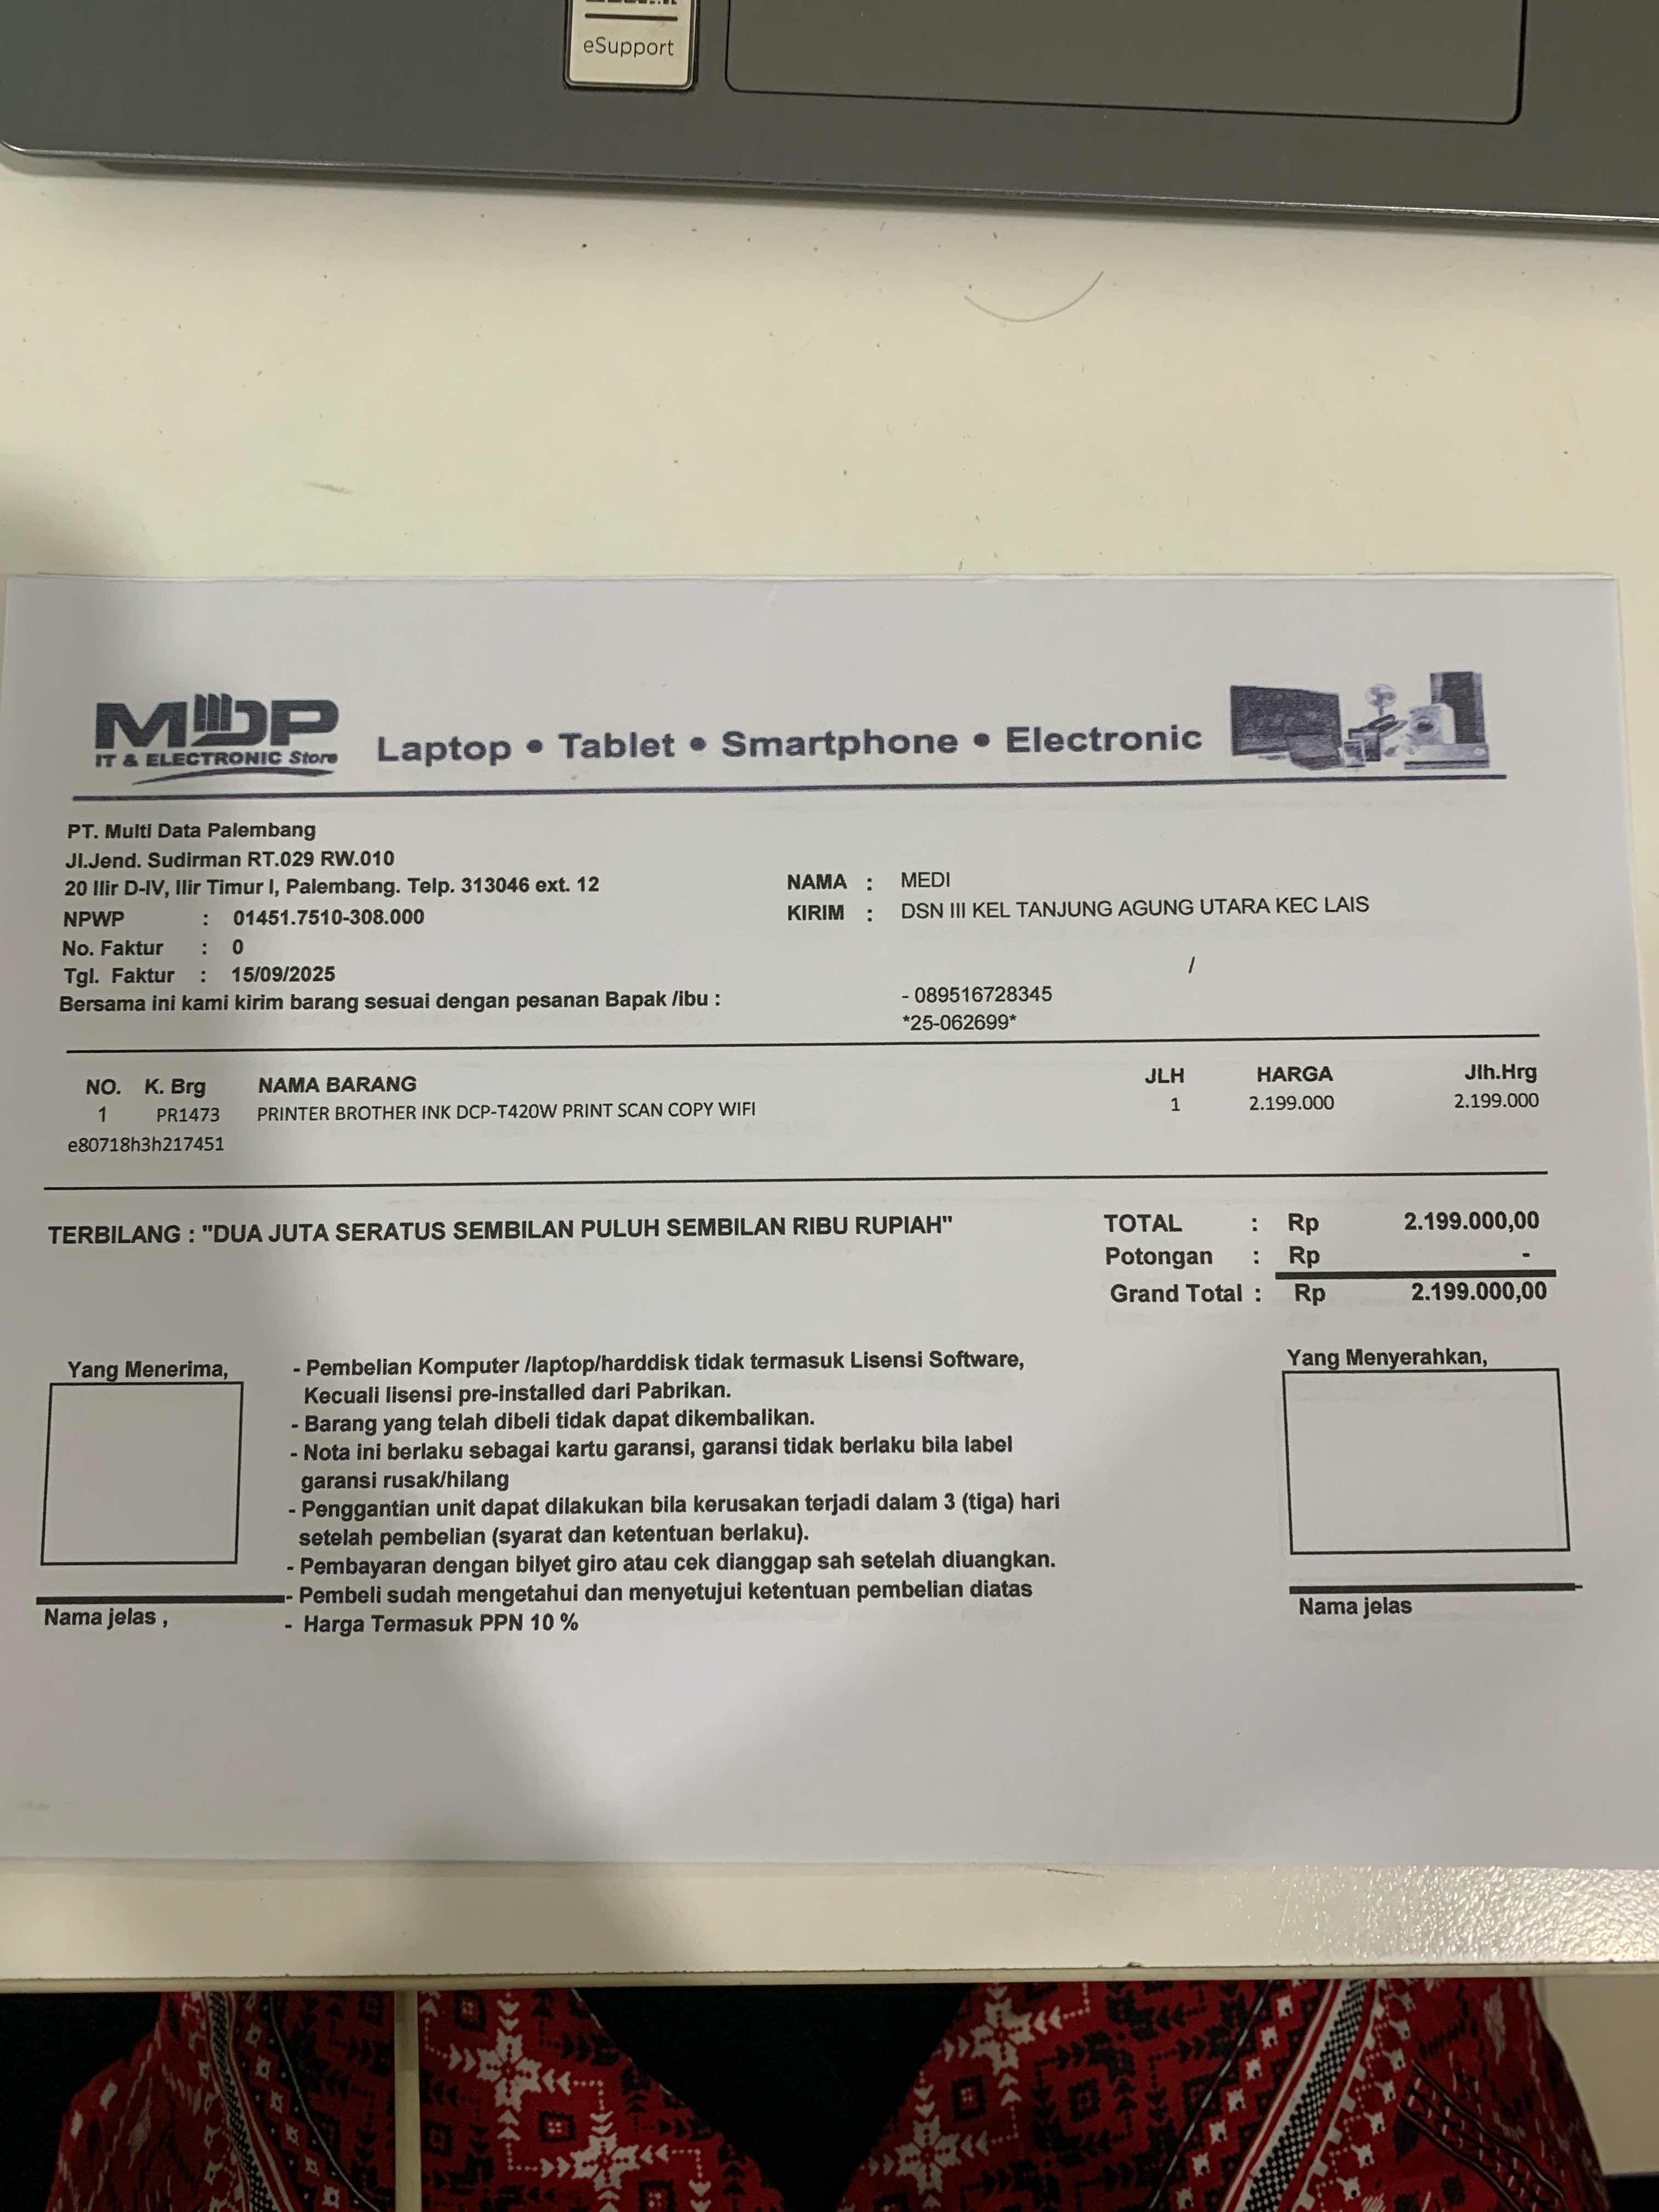 eSupport
MDP
IT & ELECTRONIC Store
Laptop • Tablet • Smartphone • Electronic
PT. Multi Data Palembang
Jl.Jend. Sudirman RT.029 RW.010
20 Ilir D-IV, Ilir Timur I, Palembang. Telp. 313046 ext. 12
NPWP : 01451.7510-308.000
No. Faktur : 0
Tgl. Faktur : 15/09/2025
Bersama ini kami kirim barang sesuai dengan pesanan Bapak /ibu :
NAMA : MEDI
KIRIM : DSN III KEL TANJUNG AGUNG UTARA KEC LAIS
/
- 089516728345
*25-062699*
NO. K. Brg NAMA BARANG JLH HARGA Jlh.Hrg
1 PR1473 PRINTER BROTHER INK DCP-T420W PRINT SCAN COPY WIFI 1 2.199.000 2.199.000
e80718h3h217451
TERBILANG : "DUA JUTA SERATUS SEMBILAN PULUH SEMBILAN RIBU RUPIAH"
TOTAL : Rp 2.199.000,00
Potongan : Rp -
Grand Total : Rp 2.199.000,00
Yang Menerima,
Nama jelas ,
- Pembelian Komputer /laptop/harddisk tidak termasuk Lisensi Software,
Kecuali lisensi pre-installed dari Pabrikan.
- Barang yang telah dibeli tidak dapat dikembalikan.
- Nota ini berlaku sebagai kartu garansi, garansi tidak berlaku bila label
garansi rusak/hilang
- Penggantian unit dapat dilakukan bila kerusakan terjadi dalam 3 (tiga) hari
setelah pembelian (syarat dan ketentuan berlaku).
- Pembayaran dengan bilyet giro atau cek dianggap sah setelah diuangkan.
- Pembeli sudah mengetahui dan menyetujui ketentuan pembelian diatas
- Harga Termasuk PPN 10 %
Yang Menyerahkan,
Nama jelas